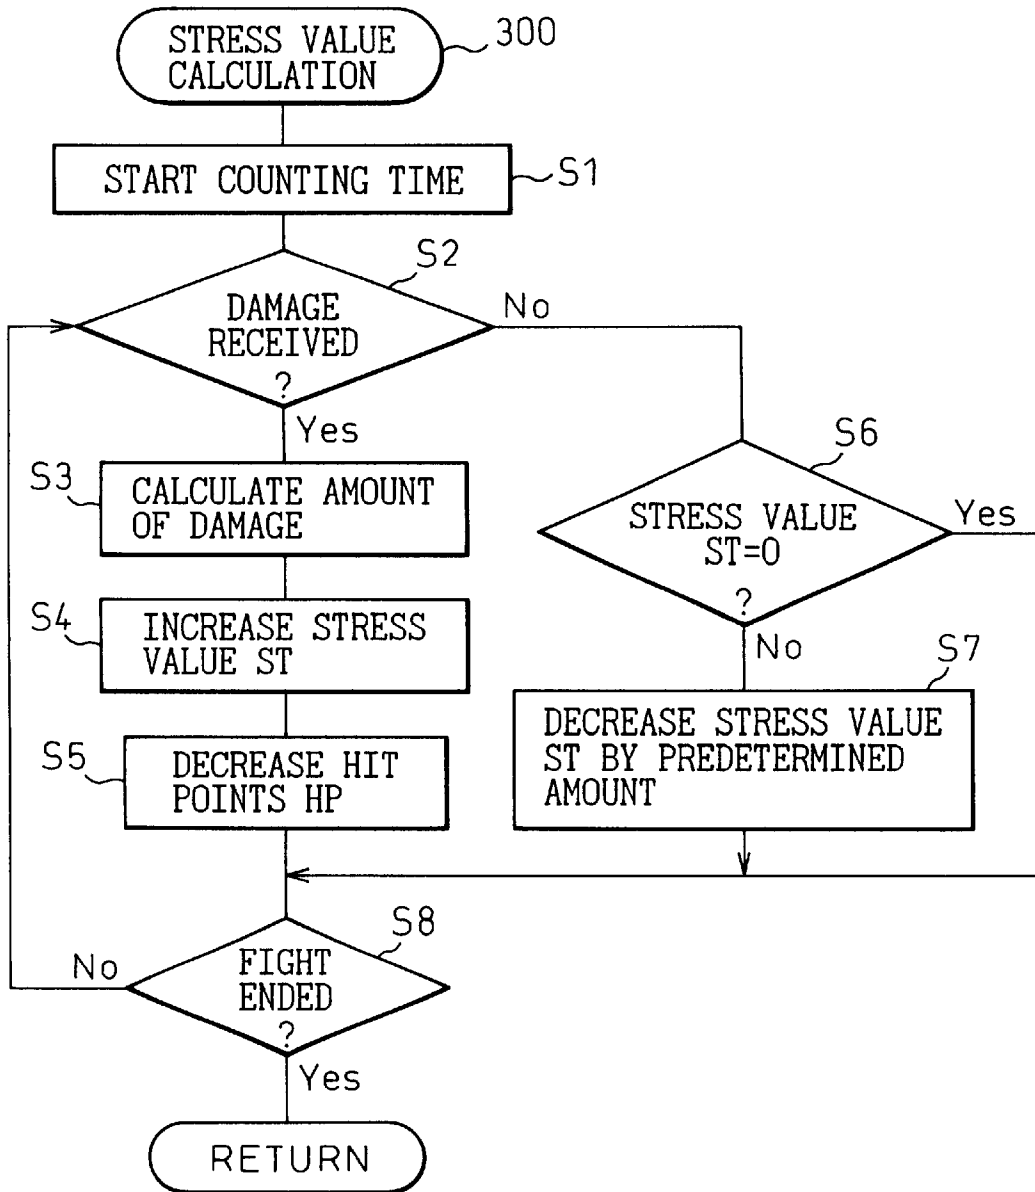 STRESS VALUE
CALCULATION
300
START COUNTING TIME
S1
S2
DAMAGE
RECEIVED
?
No
Yes
S3
CALCULATE AMOUNT
OF DAMAGE
S6
STRESS VALUE
ST=0
?
Yes
No
S4
INCREASE STRESS
VALUE ST
S7
DECREASE STRESS VALUE
ST BY PREDETERMINED
AMOUNT
S5
DECREASE HIT
POINTS HP
S8
FIGHT
ENDED
?
No
Yes
RETURN